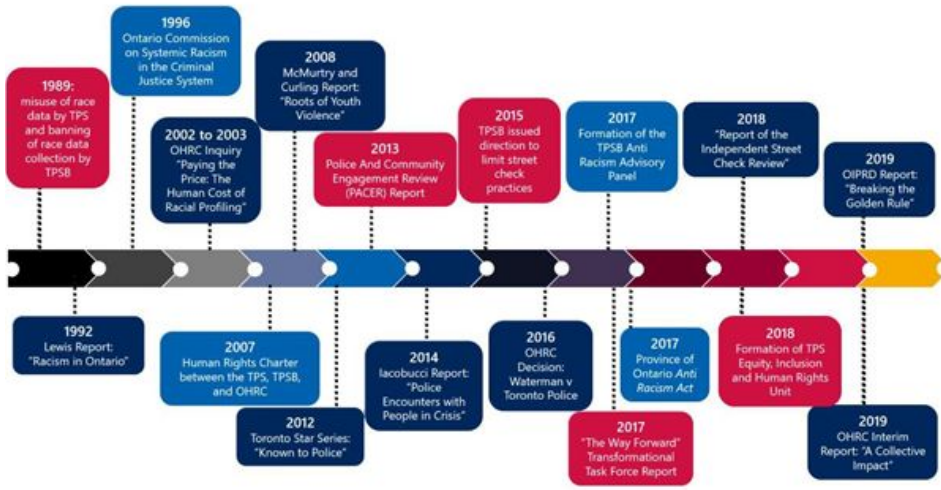 1989:
misuse of race
data by TPS
and banning
of race data
collection by
TPSB
1996
Ontario Commission
on Systemic Racism
in the Criminal
Justice System
2002 to 2003
OHRC Inquiry
"Paying the
Price: The
Human Cost of
Racial Profiling"
2008
McMurtry and
Curling Report:
"Roots of Youth
Violence"
2013
Police And Community
Engagement Review
(PACER) Report
2015
TPSB issued
direction to
limit street
check
practices
2017
Formation of the
TPSB Anti
Racism Advisory
Panel
2018
"Report of the
Independent Street
Check Review"
2019
OIPRD Report:
"Breaking the
Golden Rule"
1992
Lewis Report:
"Racism in Ontario"
2007
Human Rights Charter
between the TPS, TPSB,
and OHRC
2012
Toronto Star Series:
"Known to Police"
2014
Iacobucci Report:
"Police
Encounters with
People in Crisis"
2016
OHRC
Decision:
Waterman v
Toronto Police
2017
"The Way Forward"
Transformational
Task Force Report
2017
Province of
Ontario Anti
Racism Act
2018
Formation of TPS
Equity, Inclusion
and Human Rights
Unit
2019
OHRC Interim
Report: "A Collective
Impact"